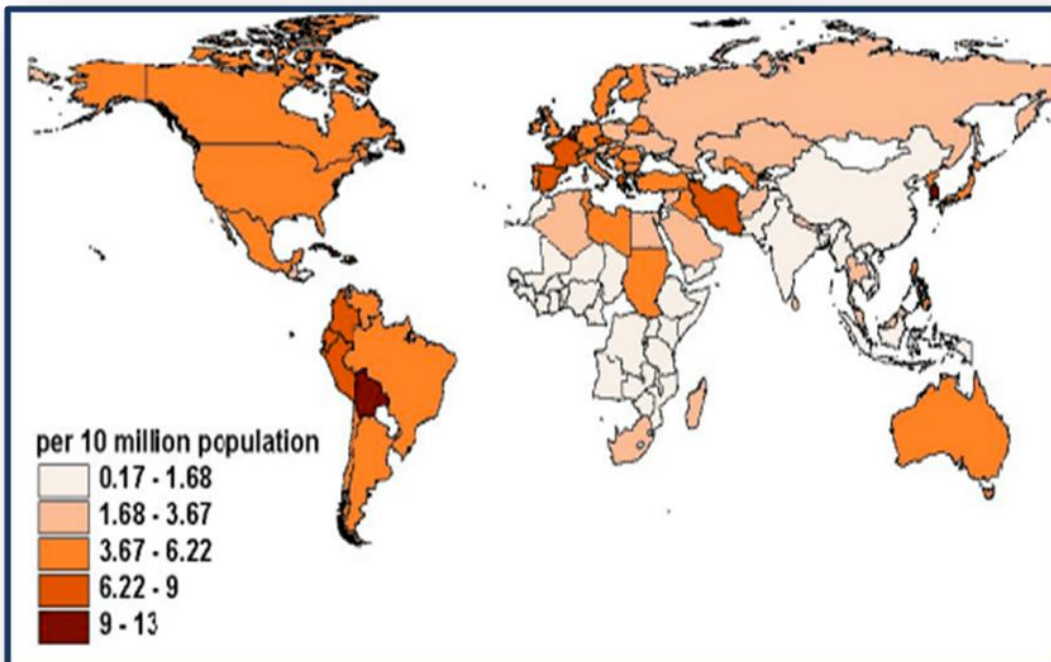 per 10 million population
0.17 - 1.68
1.68 - 3.67
3.67 - 6.22
6.22 - 9
9 - 13